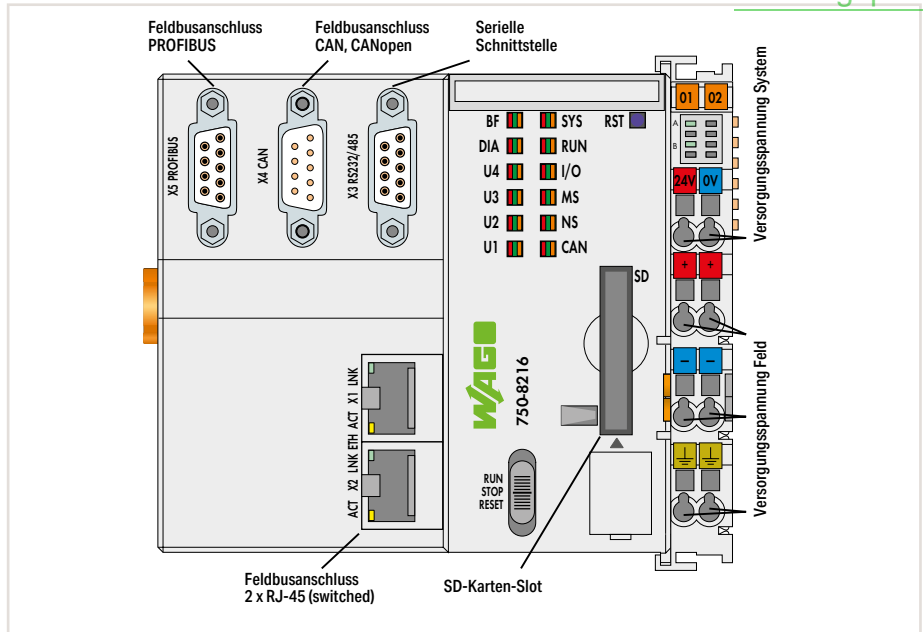 Feldbusanschluss
PROFIBUS
Feldbusanschluss
CAN, CANopen
Serielle
Schnittstelle
X5 PROFIBUS
X4 CAN
X3 RS232/485
BF
SYS
RST
DIA
RUN
U4
I/O
U3
MS
U2
NS
U1
CAN
SD
01 02
A
B
24V 0V
+ +
− −
Versorgungsspannung System
Versorgungsspannung Feld
WAGO
750-8216
ACT X1 LNK
ETH
ACT X2 LNK
RUN
STOP
RESET
Feldbusanschluss
2 x RJ-45 (switched)
SD-Karten-Slot